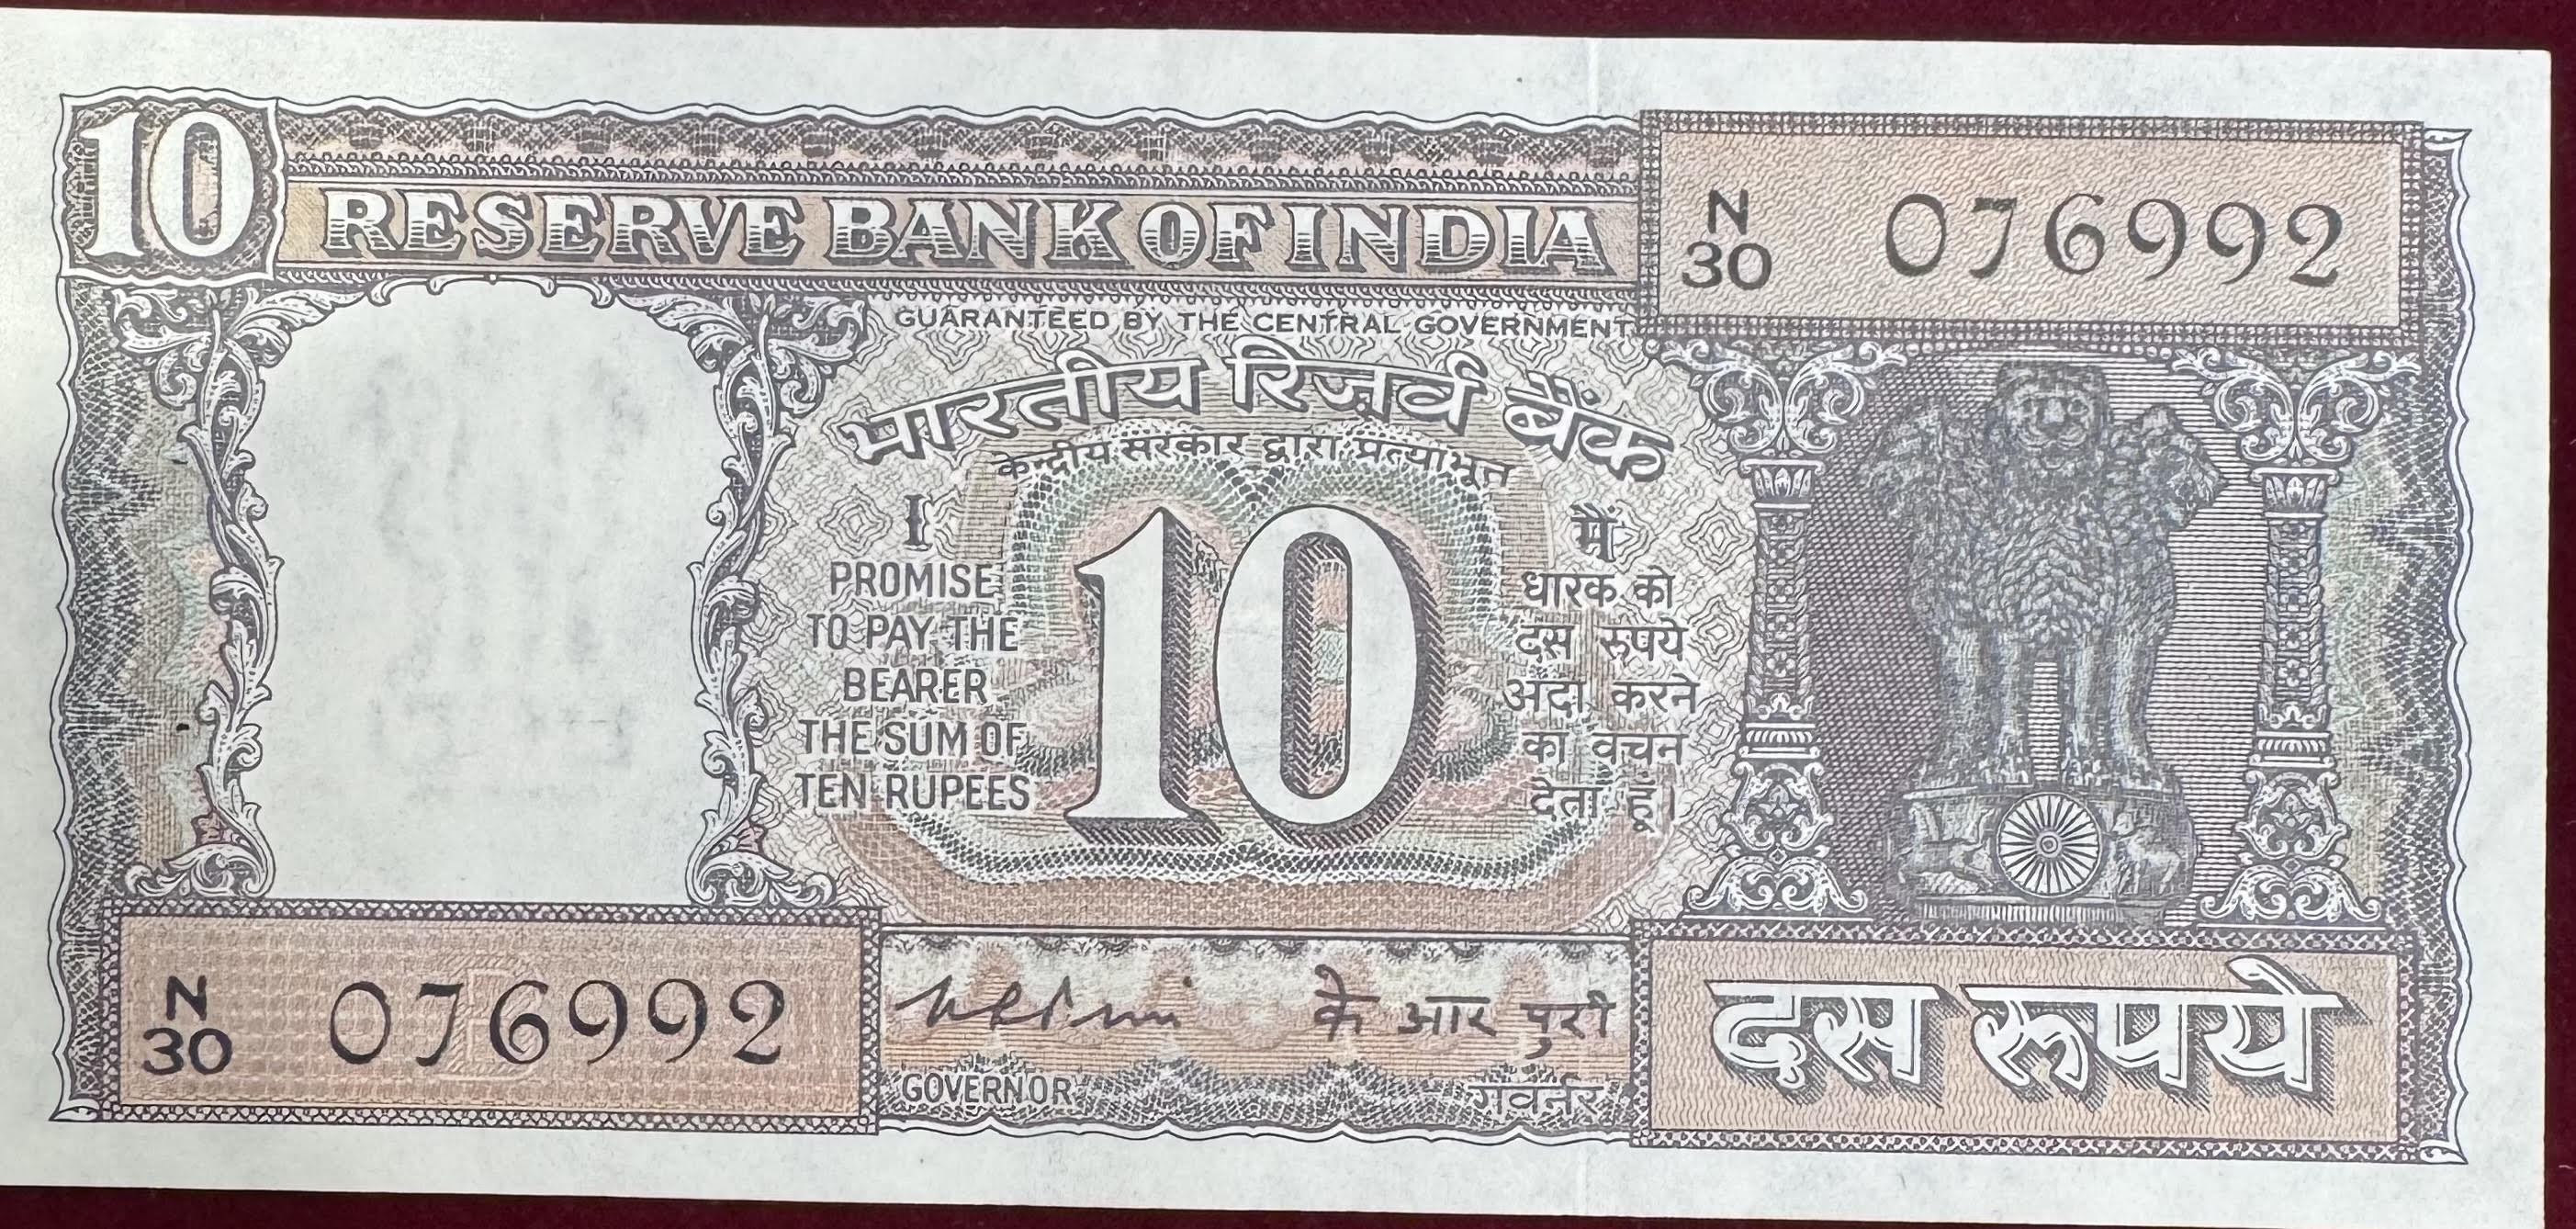 10
RESERVE BANK OF INDIA
N
30
076992
GUARANTEED BY THE CENTRAL GOVERNMENT
भारतीय रिज़र्व बैंक
केन्द्रीय सरकार द्वारा प्रत्याभूत
I
PROMISE
TO PAY THE
BEARER
THE SUM OF
TEN RUPEES
10
मैं
धारक को
दस रुपये
अदा करने
का वचन
देता हूं।
N
30
076992
के आर पुरी
GOVERNOR
गवर्नर
दस रूपये